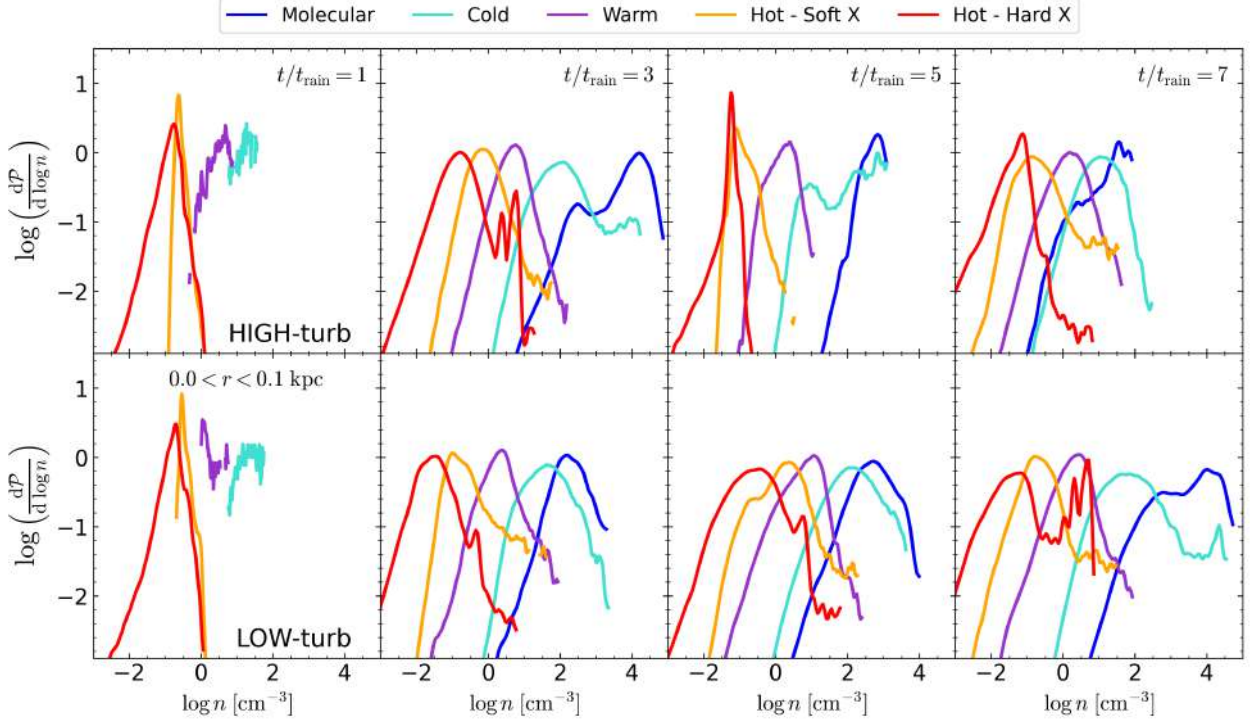 Molecular Cold Warm Hot - Soft X Hot - Hard X
t/t_rain = 1 t/t_rain = 3 t/t_rain = 5 t/t_rain = 7
1
0
−1
−2
log (dP/d log n)
HIGH-turb
0.0 < r < 0.1 kpc
1
0
−1
−2
log (dP/d log n)
LOW-turb
−2 0 2 4 −2 0 2 4 −2 0 2 4 −2 0 2 4
log n [cm⁻³] log n [cm⁻³] log n [cm⁻³] log n [cm⁻³]